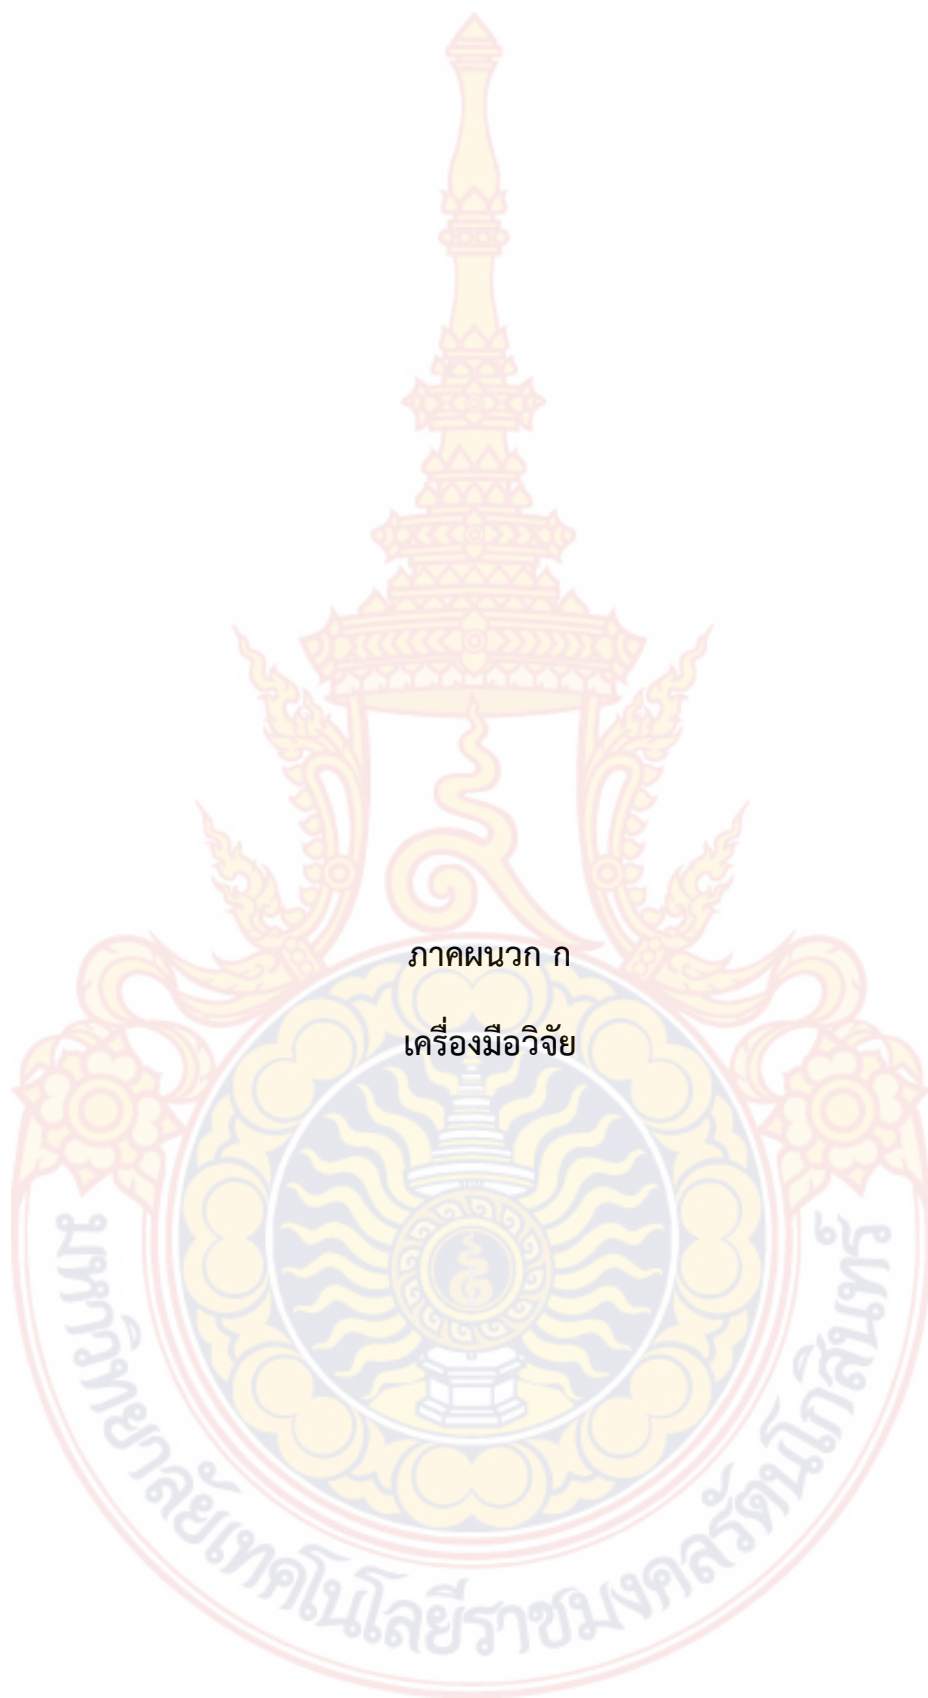 ภาคผนวก ก
เครื่องมือวิจัย
มหาวิทยาลัยเทคโนโลยีราชมงคลรัตนโกสินทร์